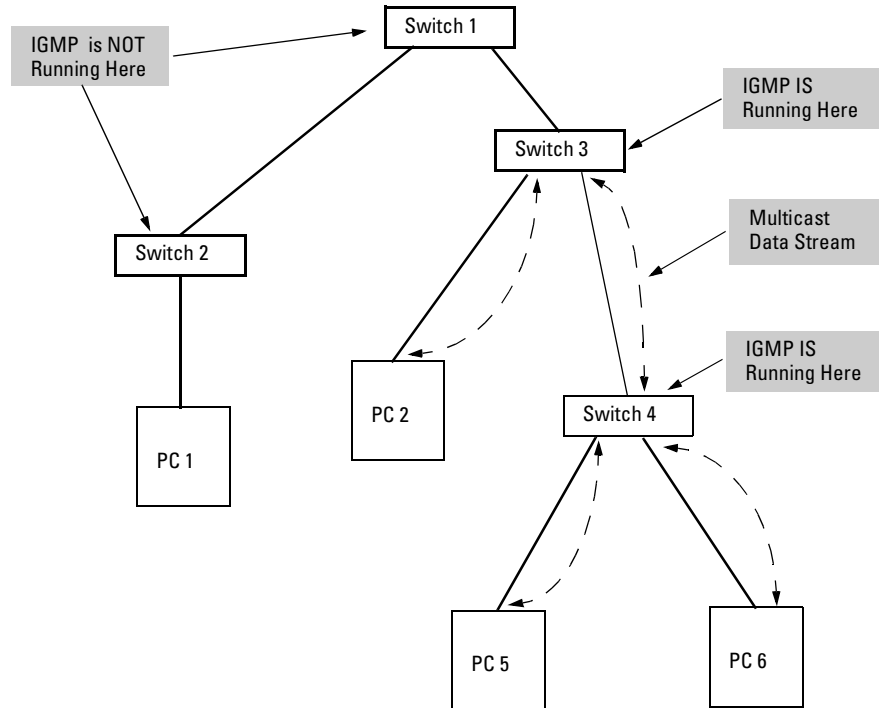 Switch 1
IGMP is NOT
Running Here
IGMP IS
Running Here
Switch 3
Multicast
Data Stream
Switch 2
IGMP IS
Running Here
Switch 4
PC 2
PC 1
PC 5
PC 6